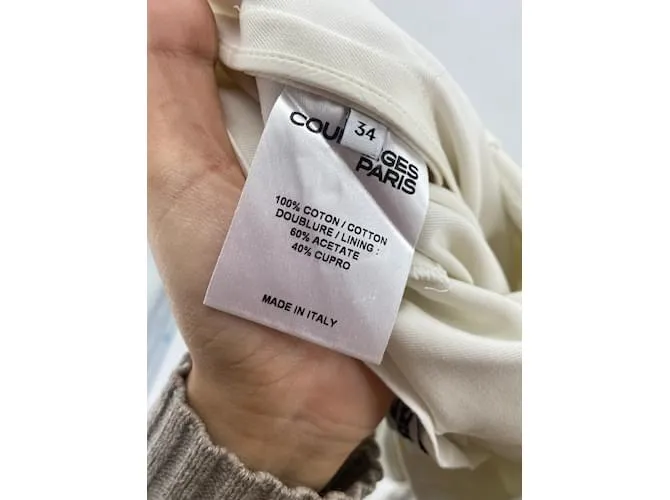 34
COU GES
PARIS
100% COTON / COTTON
DOUBLURE / LINING :
60% ACETATE
40% CUPRO
MADE IN ITALY